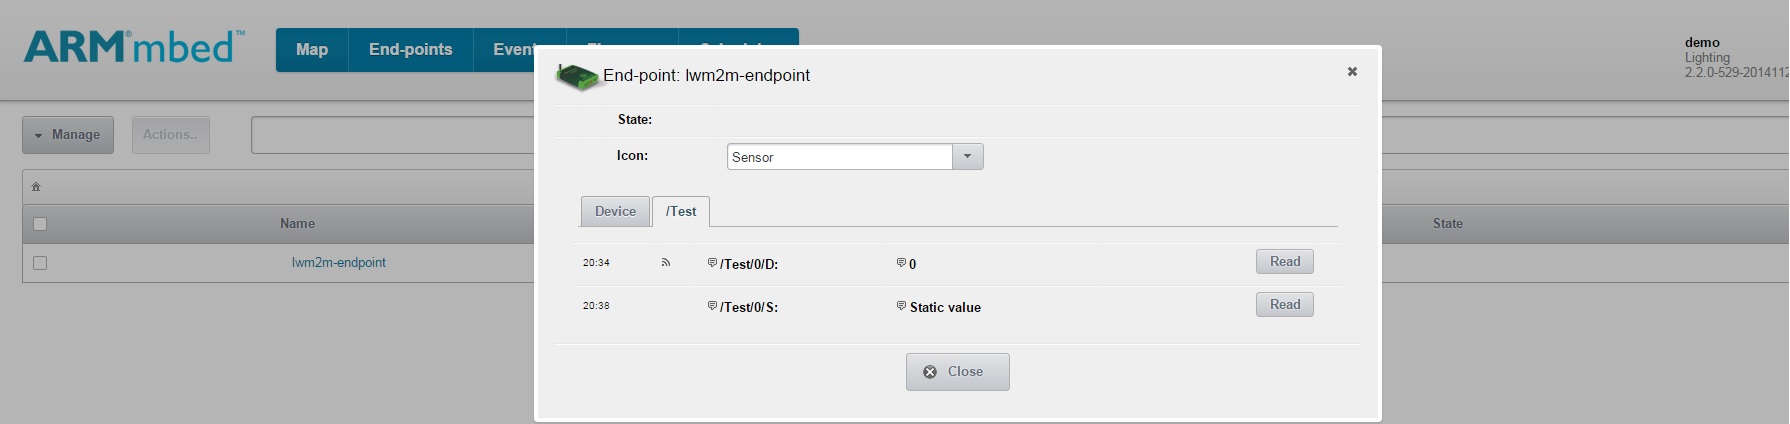 ARM®mbed™
Map End-points Event
demo
Lighting
2.2.0-529-2014112
End-point: lwm2m-endpoint
State:
Manage Actions..
Icon: Sensor
Device /Test
Name State
20:34 /Test/0/D: 0 Read
lwm2m-endpoint
20:38 /Test/0/S: Static value Read
Close